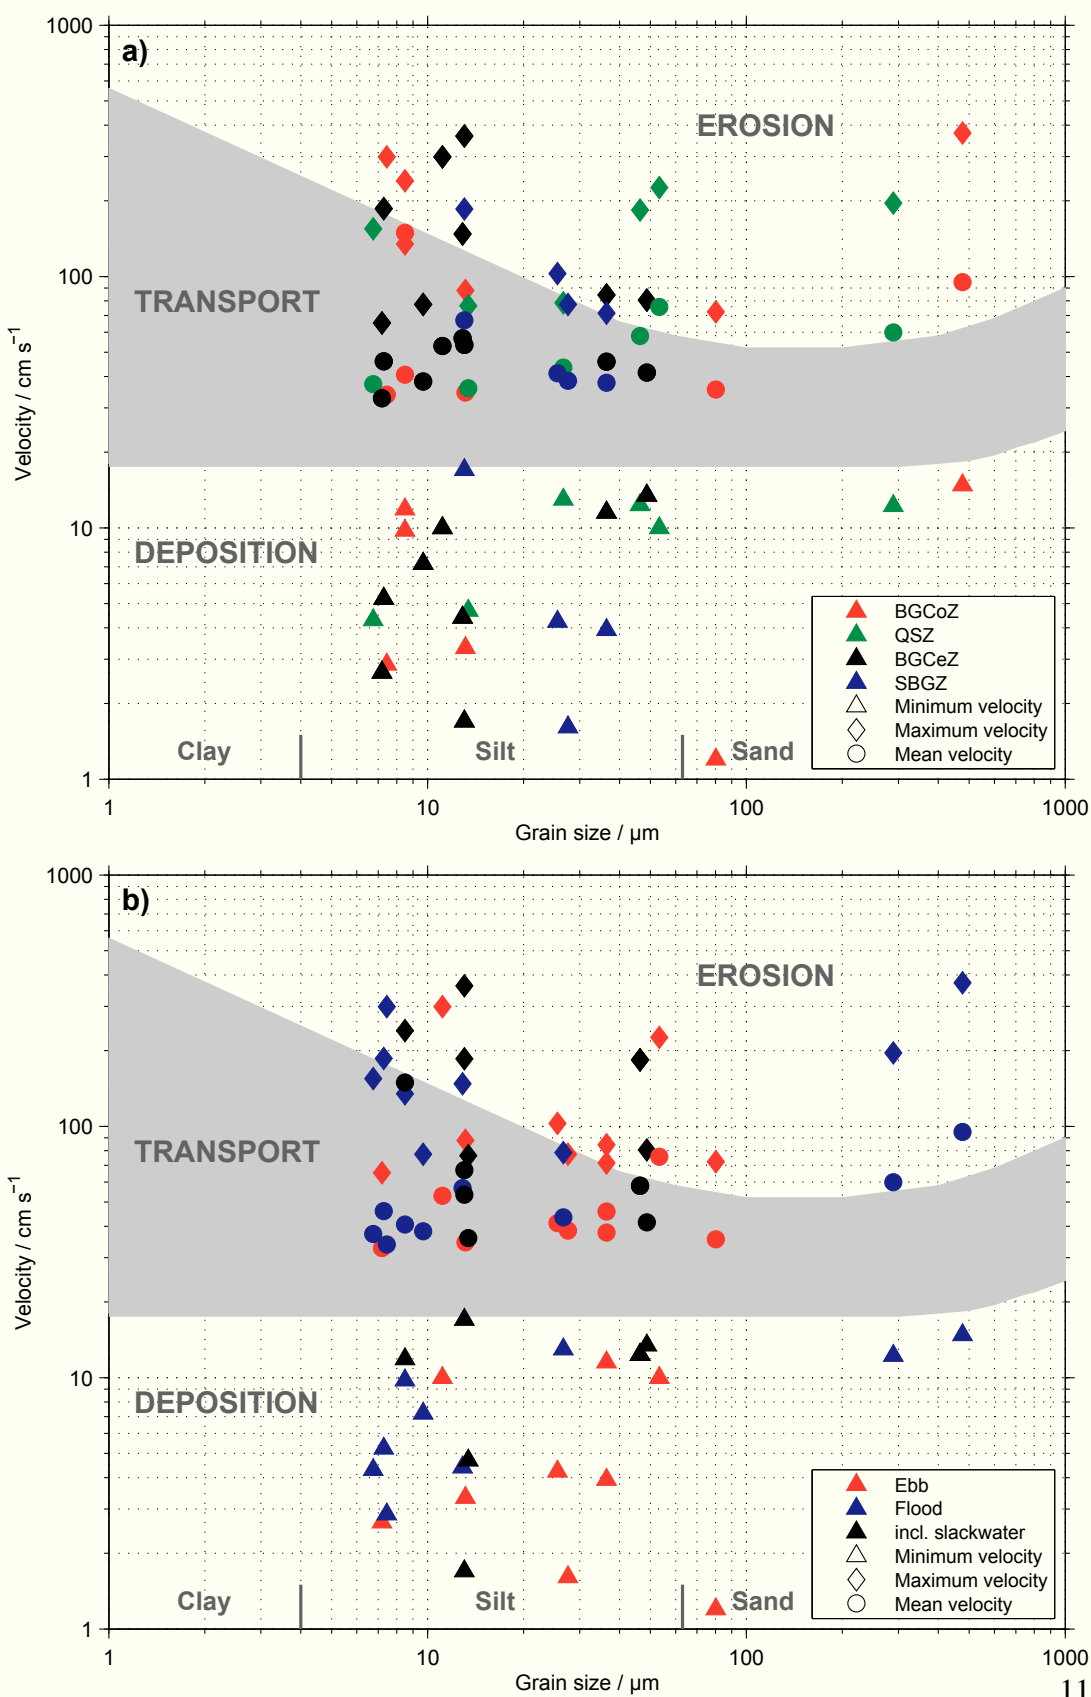 1000
a)
EROSION
100
TRANSPORT
Velocity / cm s⁻¹
10
DEPOSITION
BGCoZ
QSZ
BGCeZ
SBGZ
Minimum velocity
Maximum velocity
Mean velocity
Clay Silt Sand
1
1 10 100 1000
Grain size / µm
1000
b)
EROSION
100
TRANSPORT
Velocity / cm s⁻¹
10
DEPOSITION
Ebb
Flood
incl. slackwater
Minimum velocity
Maximum velocity
Mean velocity
Clay Silt Sand
1
1 10 100 1000
Grain size / µm
11